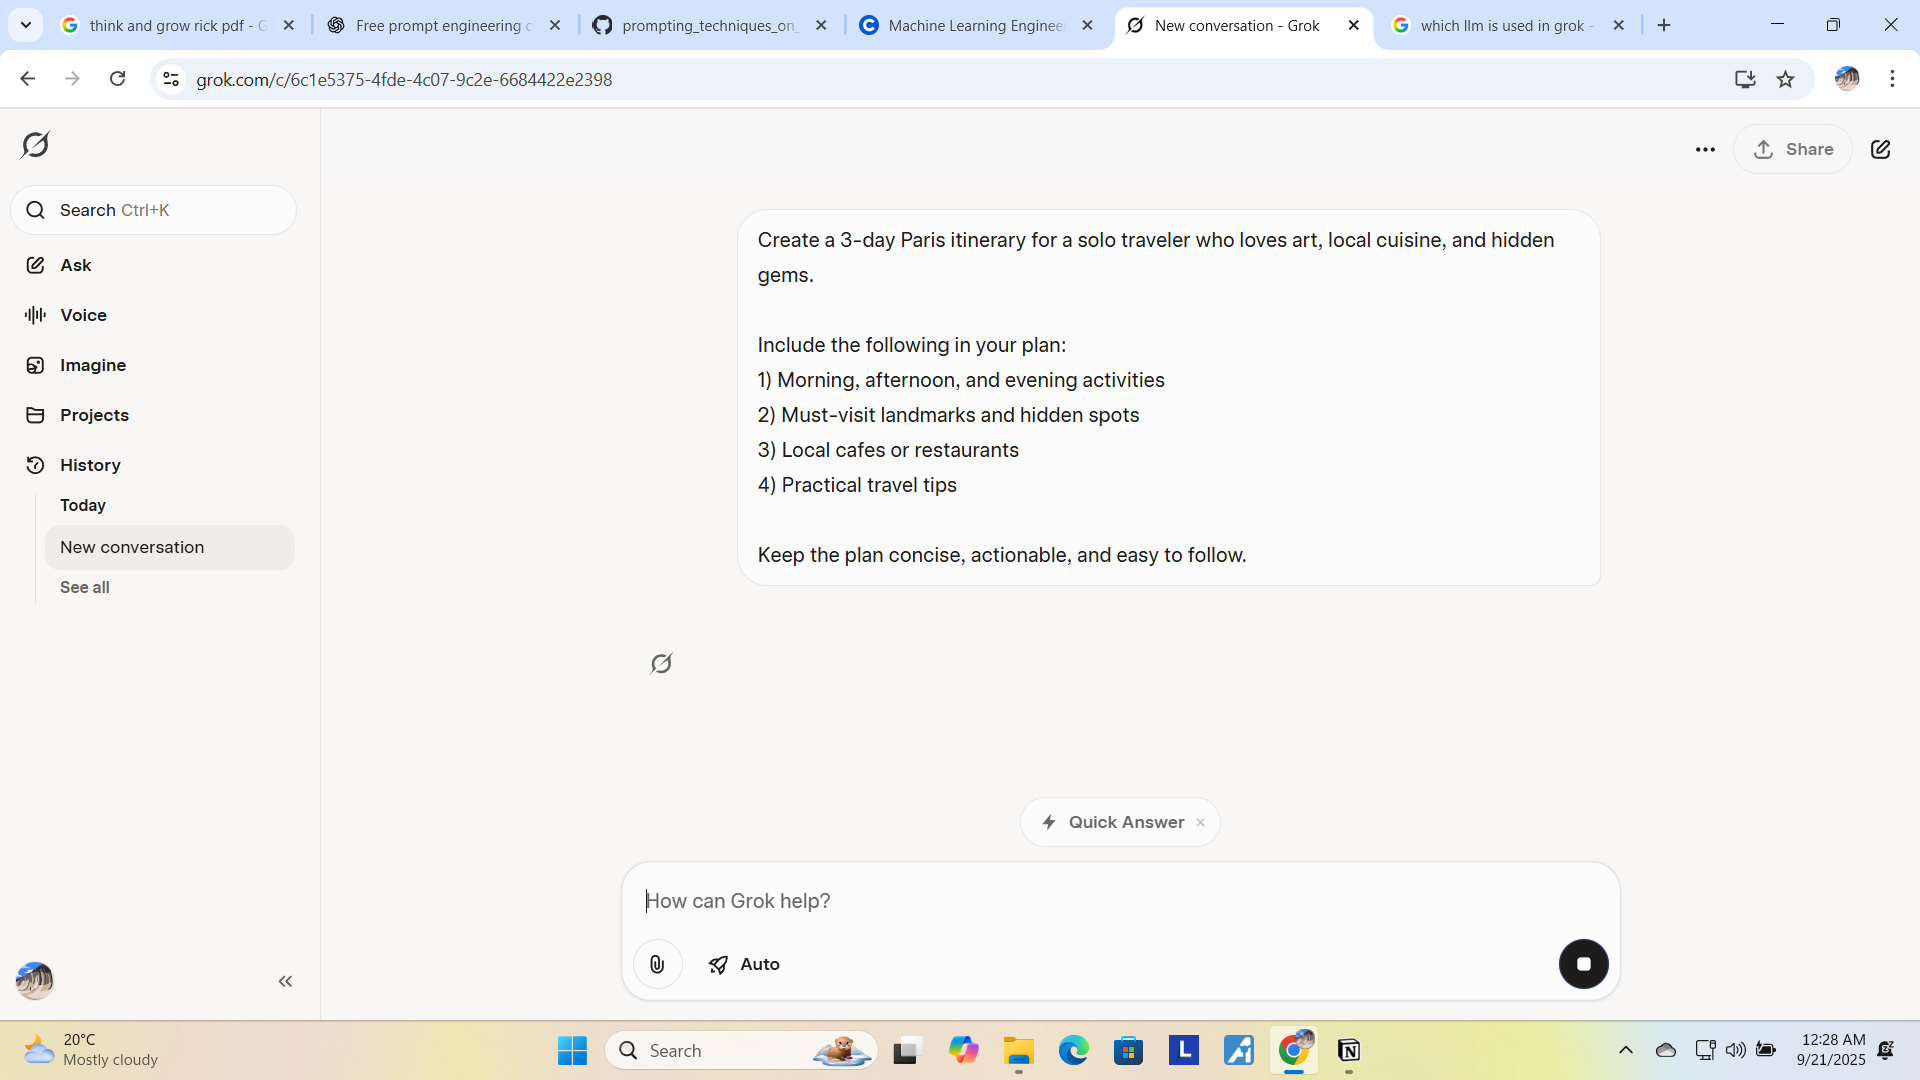 think and grow rick pdf - G
Free prompt engineering c
prompting_techniques_on_
Machine Learning Engineer
New conversation - Grok
which llm is used in grok -
grok.com/c/6c1e5375-4fde-4c07-9c2e-6684422e2398
Share
Search Ctrl+K
Ask
Voice
Imagine
Projects
History
Today
New conversation
See all
Create a 3-day Paris itinerary for a solo traveler who loves art, local cuisine, and hidden
gems.
Include the following in your plan:
1) Morning, afternoon, and evening activities
2) Must-visit landmarks and hidden spots
3) Local cafes or restaurants
4) Practical travel tips
Keep the plan concise, actionable, and easy to follow.
Quick Answer
How can Grok help?
Auto
20°C
Mostly cloudy
Search
L
12:28 AM
9/21/2025